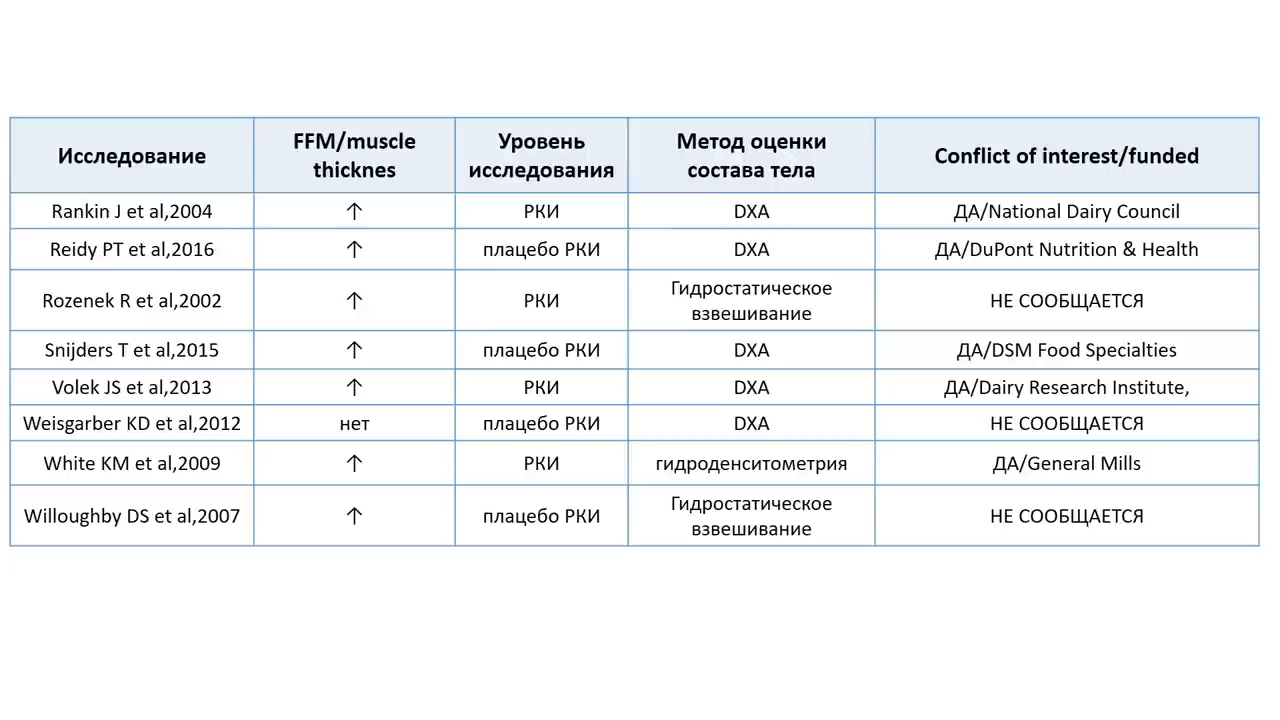 Исследование
FFM/muscle
thicknes
Уровень
исследования
Метод оценки
состава тела
Conflict of interest/funded
Rankin J et al,2004
↑
РКИ
DXA
ДА/National Dairy Council
Reidy PT et al,2016
↑
плацебо РКИ
DXA
ДА/DuPont Nutrition & Health
Rozenek R et al,2002
↑
РКИ
Гидростатическое
взвешивание
НЕ СООБЩАЕТСЯ
Snijders T et al,2015
↑
плацебо РКИ
DXA
ДА/DSM Food Specialties
Volek JS et al,2013
↑
РКИ
DXA
ДА/Dairy Research Institute,
Weisgarber KD et al,2012
нет
плацебо РКИ
DXA
НЕ СООБЩАЕТСЯ
White KM et al,2009
↑
РКИ
гидроденситометрия
ДА/General Mills
Willoughby DS et al,2007
↑
плацебо РКИ
Гидростатическое
взвешивание
НЕ СООБЩАЕТСЯ